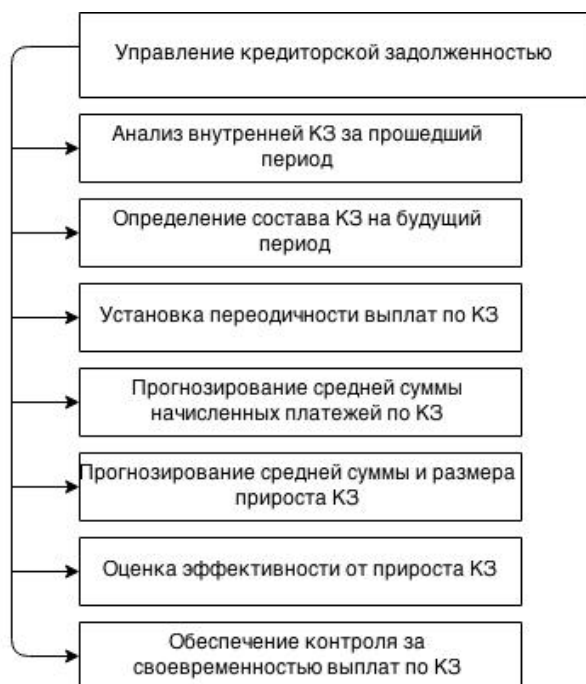 Управление кредиторской задолженностью
Анализ внутренней КЗ за прошедший
период
Определение состава КЗ на будущий
период
Установка переодичности выплат по КЗ
Прогнозирование средней суммы
начисленных платежей по КЗ
Прогнозирование средней суммы и размера
прироста КЗ
Оценка эффективности от прироста КЗ
Обеспечение контроля за
своевременностью выплат по КЗ